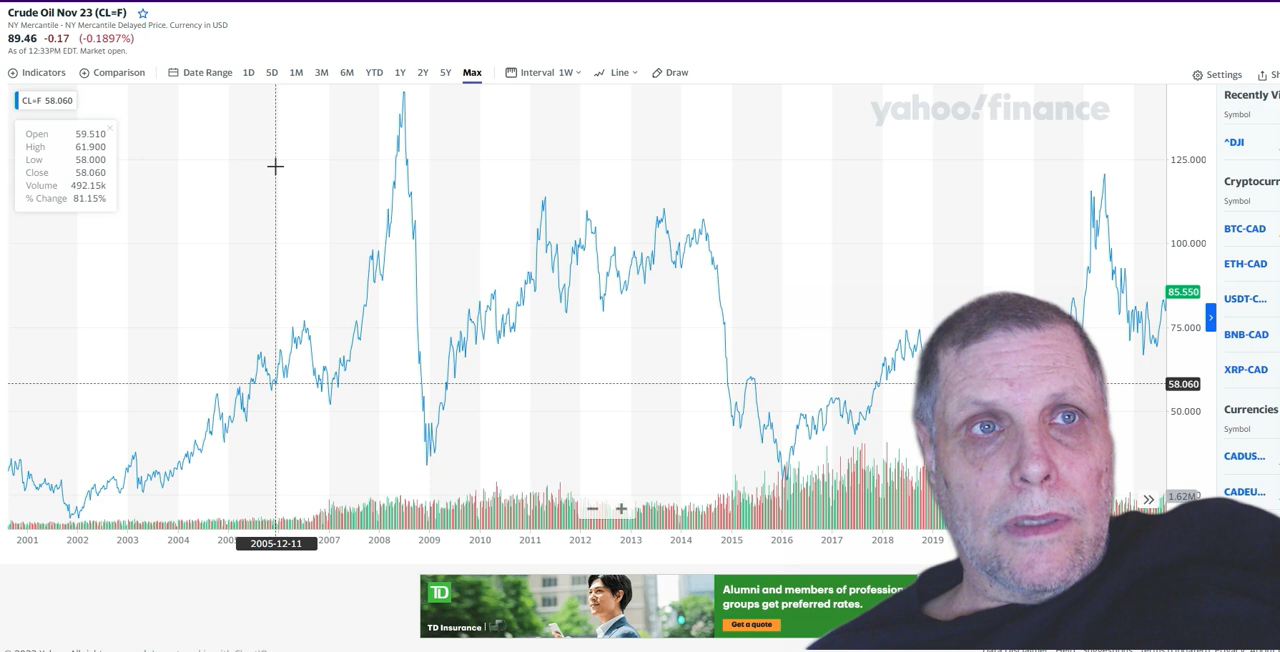 Crude Oil Nov 23 (CL=F)
NY Mercantile - NY Mercantile Delayed Price. Currency in USD
89.46 -0.17 (-0.1897%)
As of 12:33PM EDT. Market open.
Indicators Comparison Date Range 1D 5D 1M 3M 6M YTD 1Y 2Y 5Y Max Interval 1W Line Draw Settings
CL=F 58.060
yahoo!finance
Open 59.510
High 61.900
Low 58.000
Close 58.060
Volume 492.15k
% Change 81.15%
125.000
100.000
85.550
75.000
58.060
50.000
1.62M
2001 2002 2003 2004 2007 2008 2009 2010 2011 2012 2013 2014 2015 2016 2017 2018 2019
2005-12-11
Symbol
^DJI
Symbol
BTC-CAD
ETH-CAD
USDT-C...
BNB-CAD
XRP-CAD
Currencies
Symbol
CADUS...
CADEU...
TD
TD Insurance
Alumni and members of
groups get preferred rates.
Get a quote